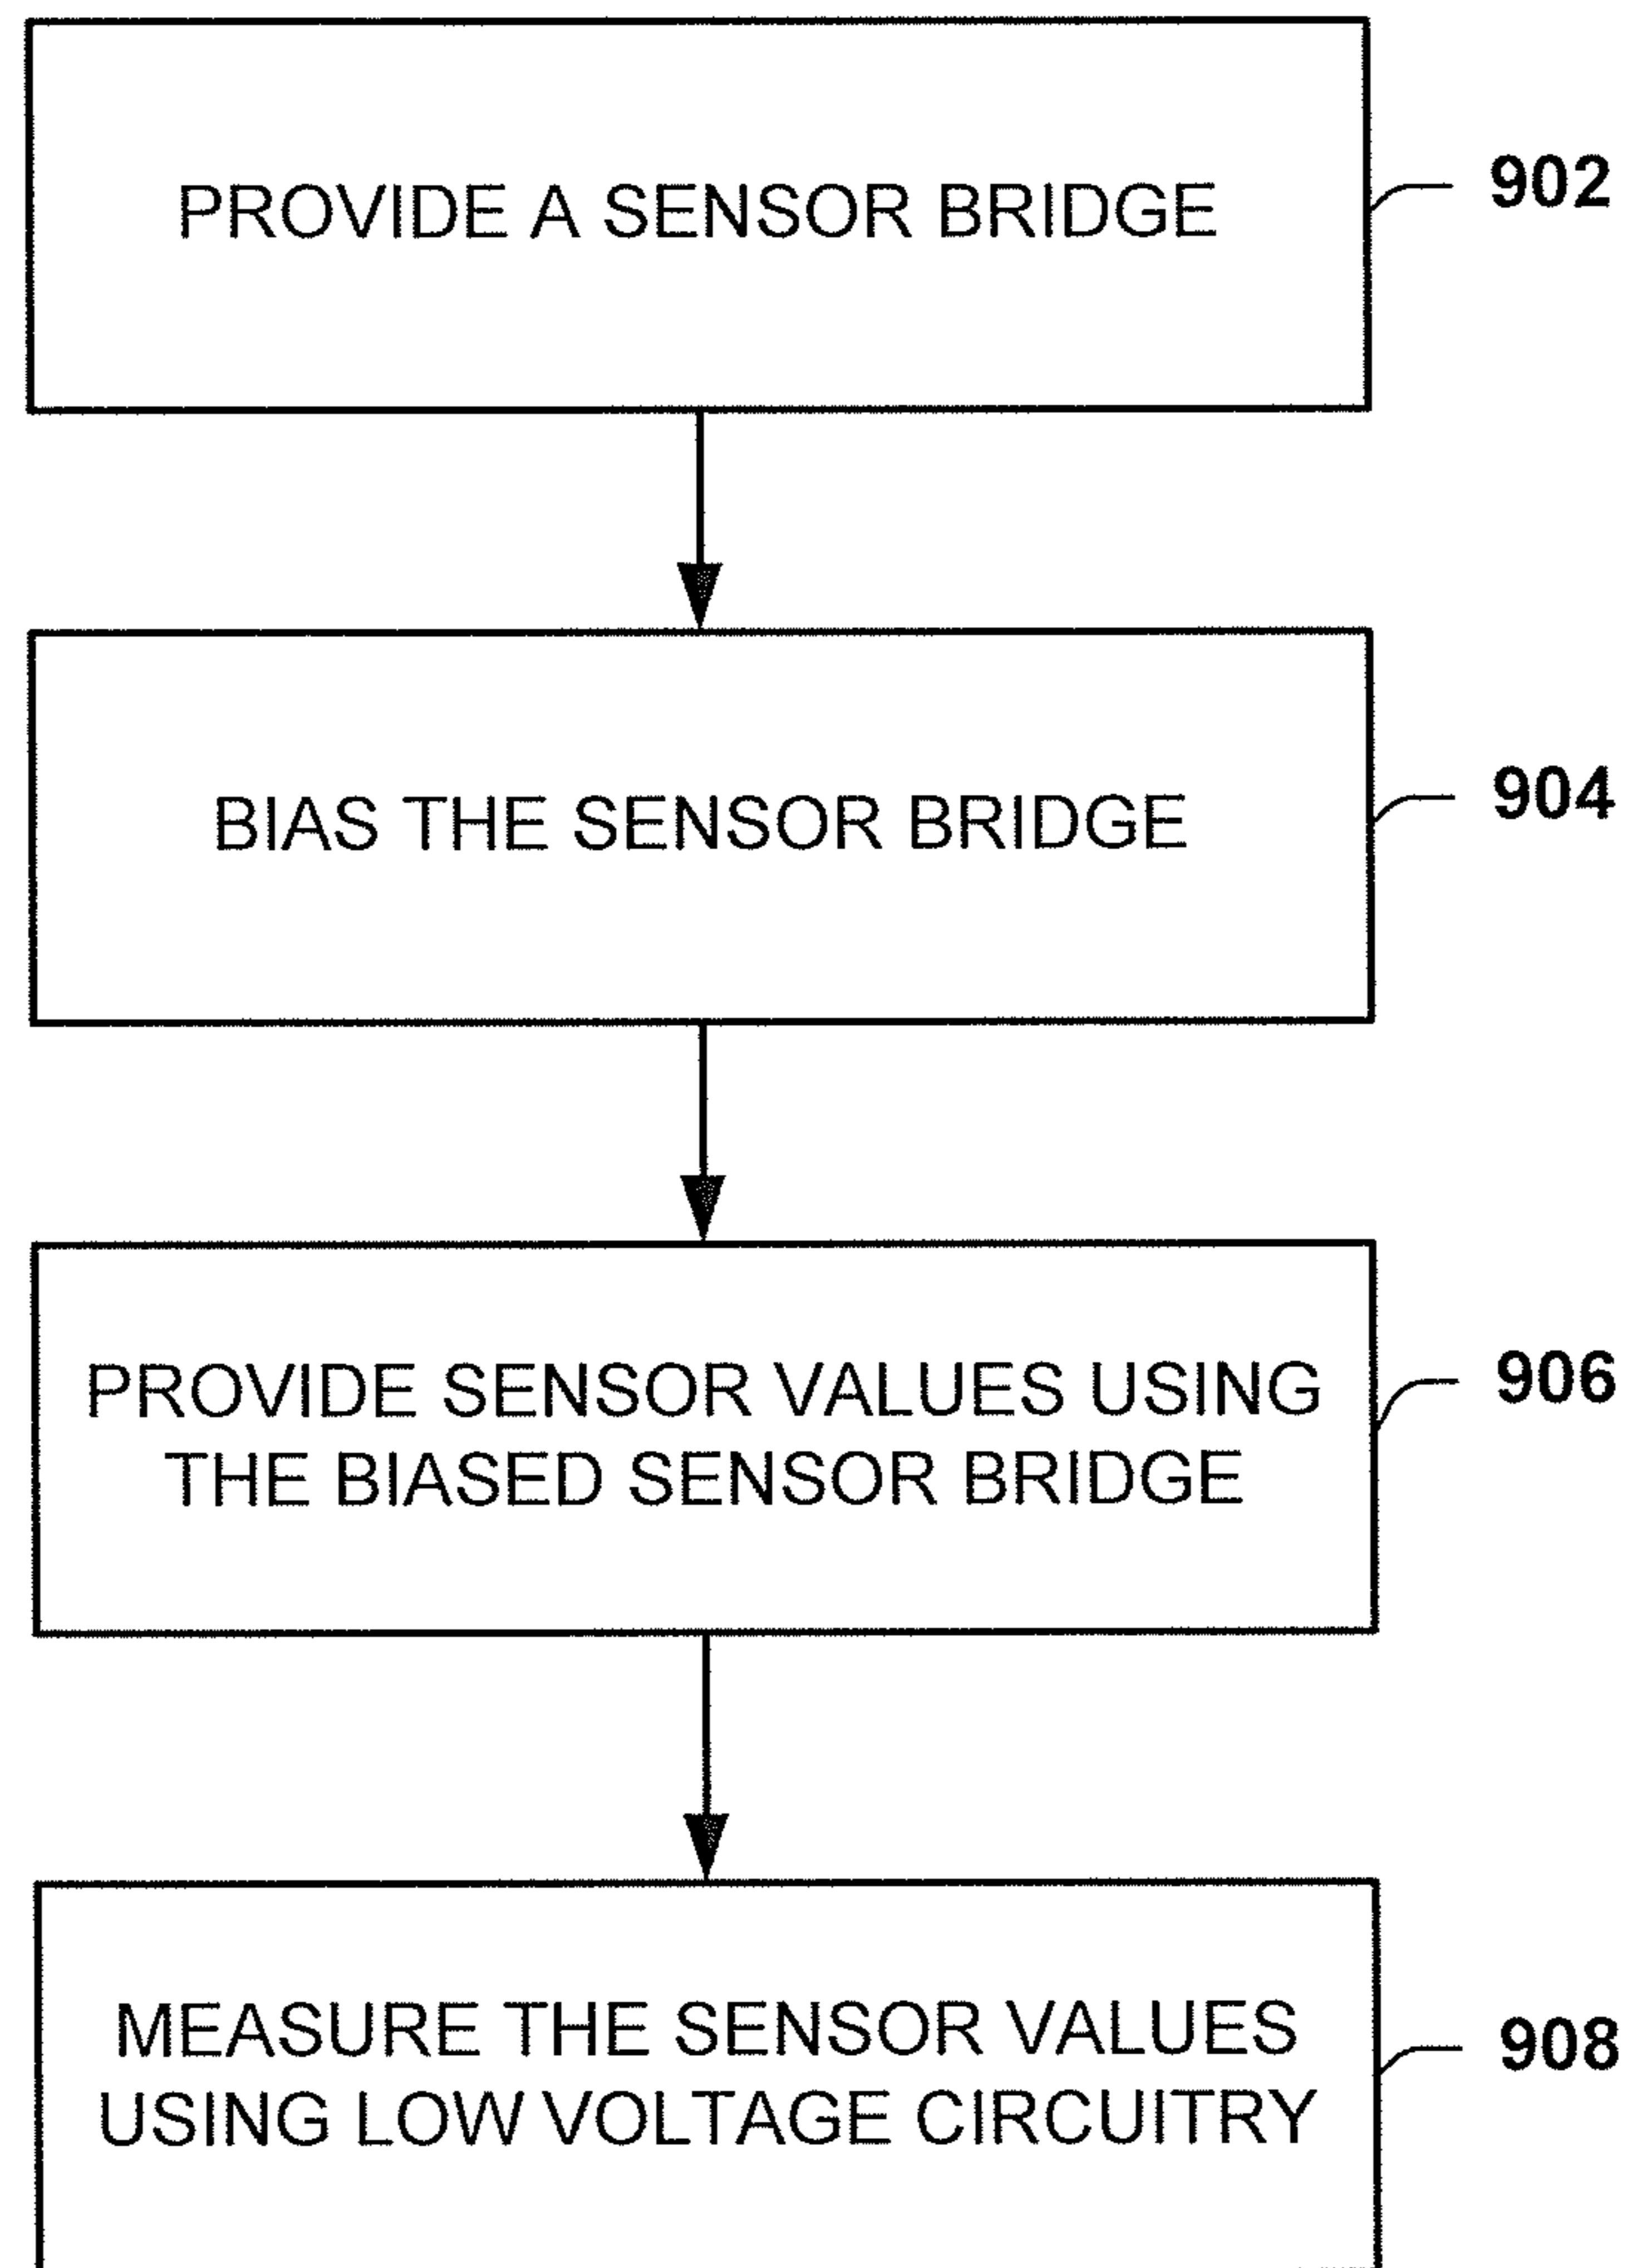 PROVIDE A SENSOR BRIDGE
902
BIAS THE SENSOR BRIDGE
904
PROVIDE SENSOR VALUES USING
THE BIASED SENSOR BRIDGE
906
MEASURE THE SENSOR VALUES
USING LOW VOLTAGE CIRCUITRY
908